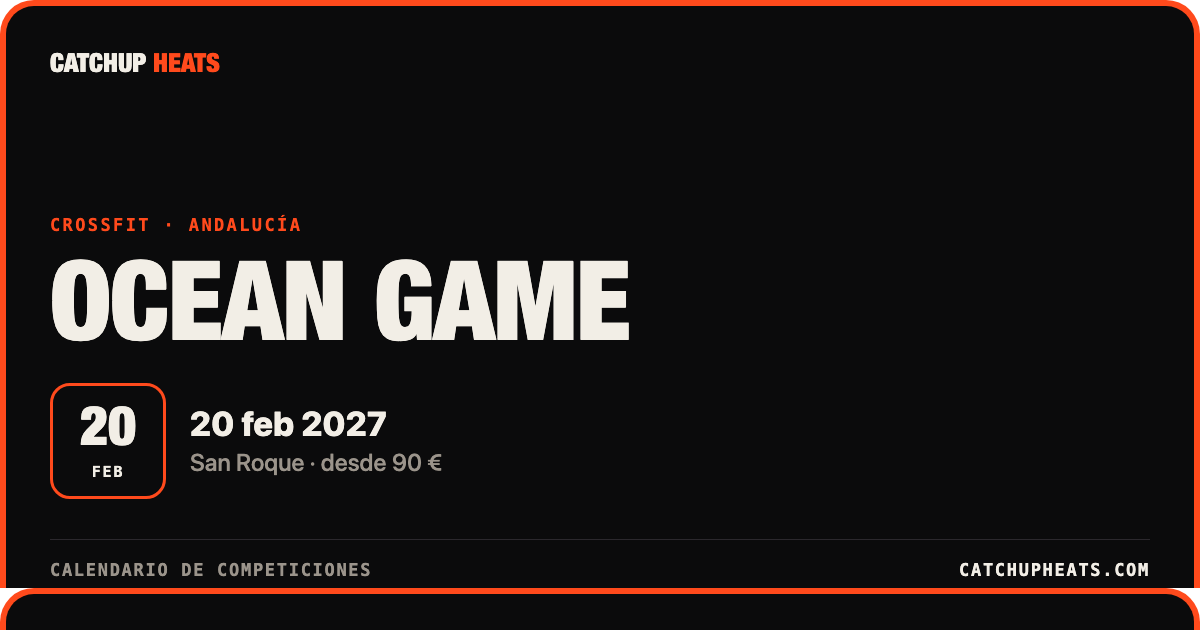 CATCHUP HEATS
CROSSFIT · ANDALUCÍA
OCEAN GAME
20
FEB
20 feb 2027
San Roque · desde 90 €
CALENDARIO DE COMPETICIONES
CATCHUPHEATS.COM